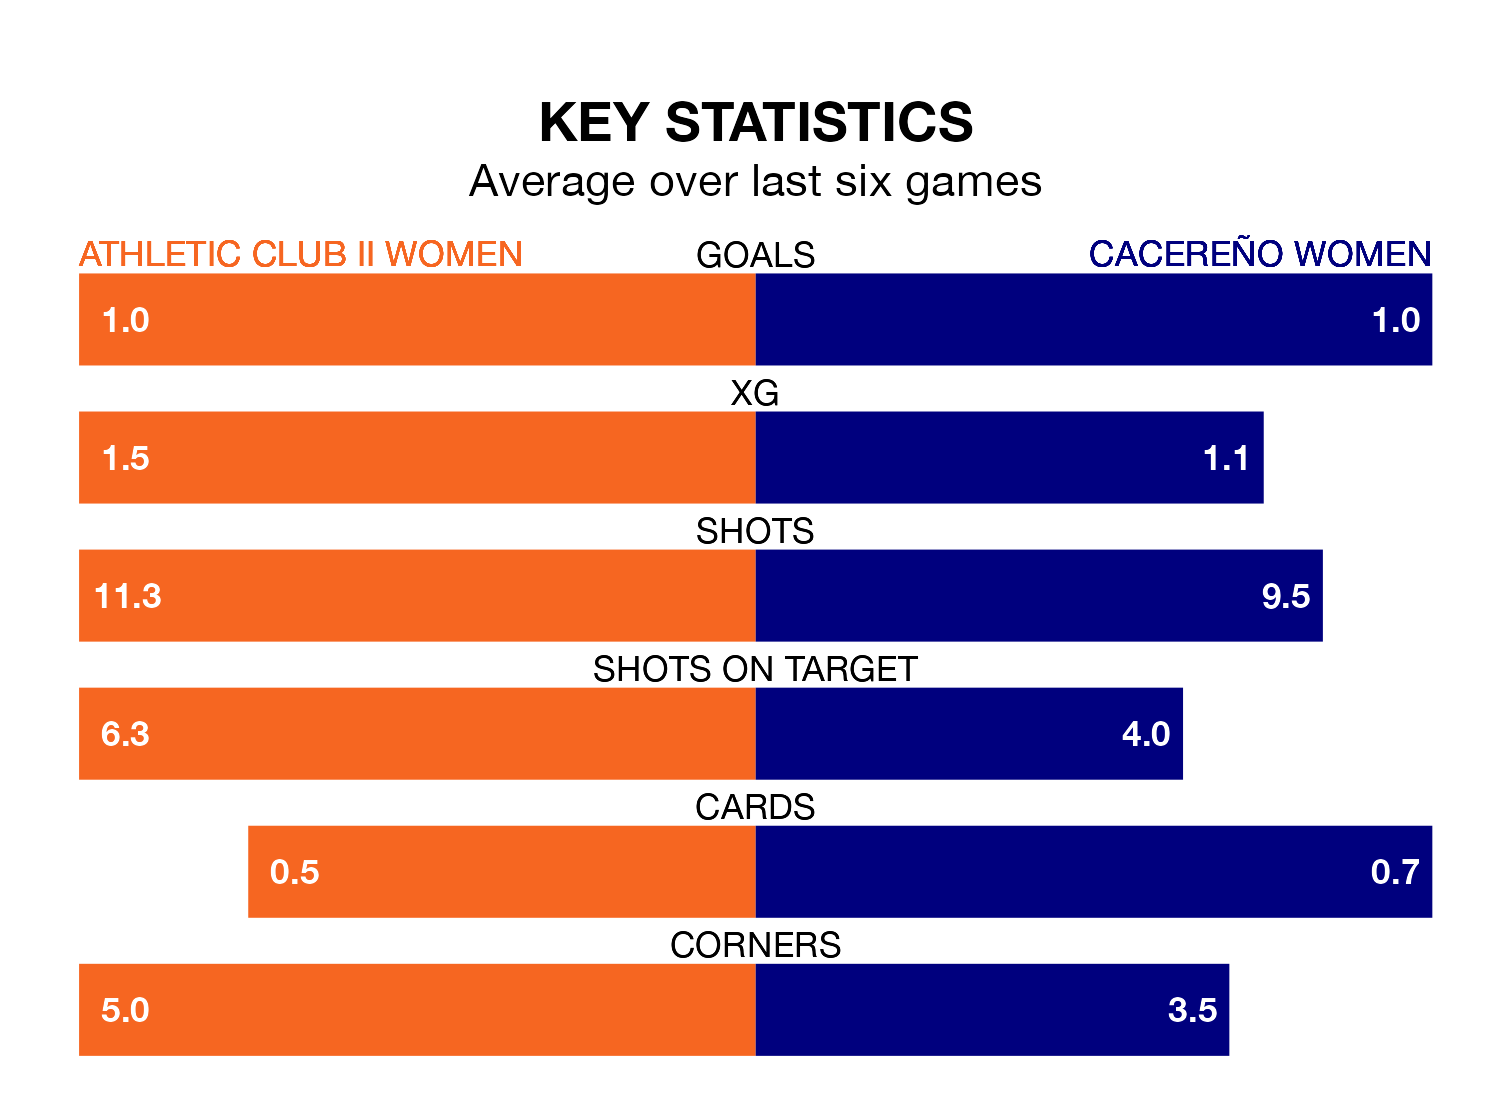 KEY STATISTICS
Average over last six games
ATHLETIC CLUB II WOMEN GOALS CACEREÑO WOMEN
1.0 1.0
XG
1.5 1.1
SHOTS
11.3 9.5
SHOTS ON TARGET
6.3 4.0
CARDS
0.5 0.7
CORNERS
5.0 3.5